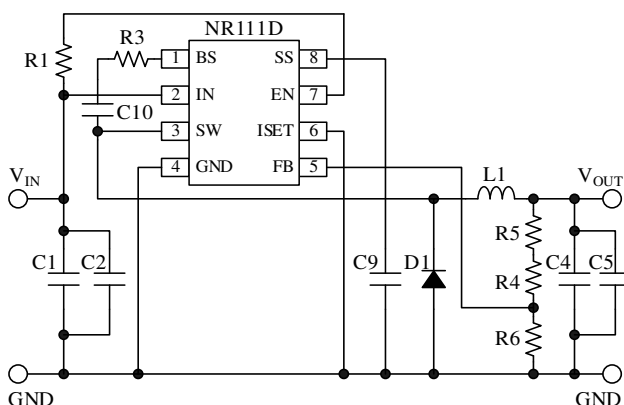 NR111D
R1
R3
1 BS SS 8
2 IN EN 7
C10
3 SW ISET 6
4 GND FB 5
VIN
L1
VOUT
R5
C1 C2 C9 D1 R4 C4 C5
R6
GND GND